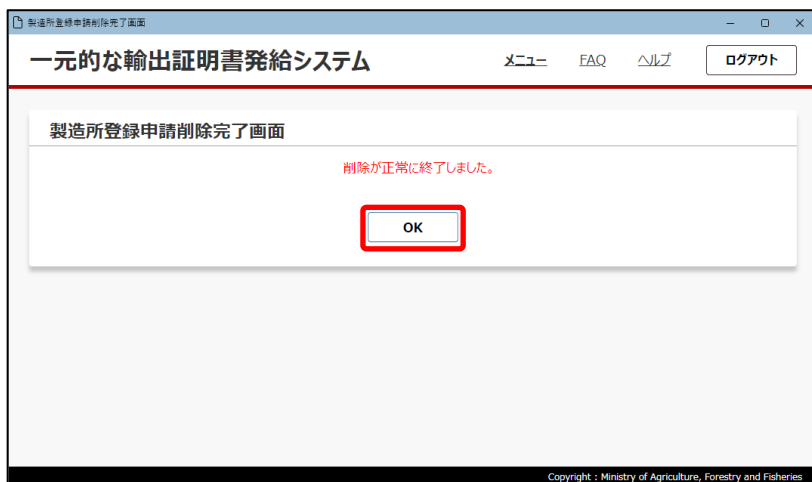 製造所登録申請削除完了画面
一元的な輸出証明書発給システム
メニュー FAQ ヘルプ ログアウト
製造所登録申請削除完了画面
削除が正常に終了しました。
OK
Copyright : Ministry of Agriculture, Forestry and Fisheries